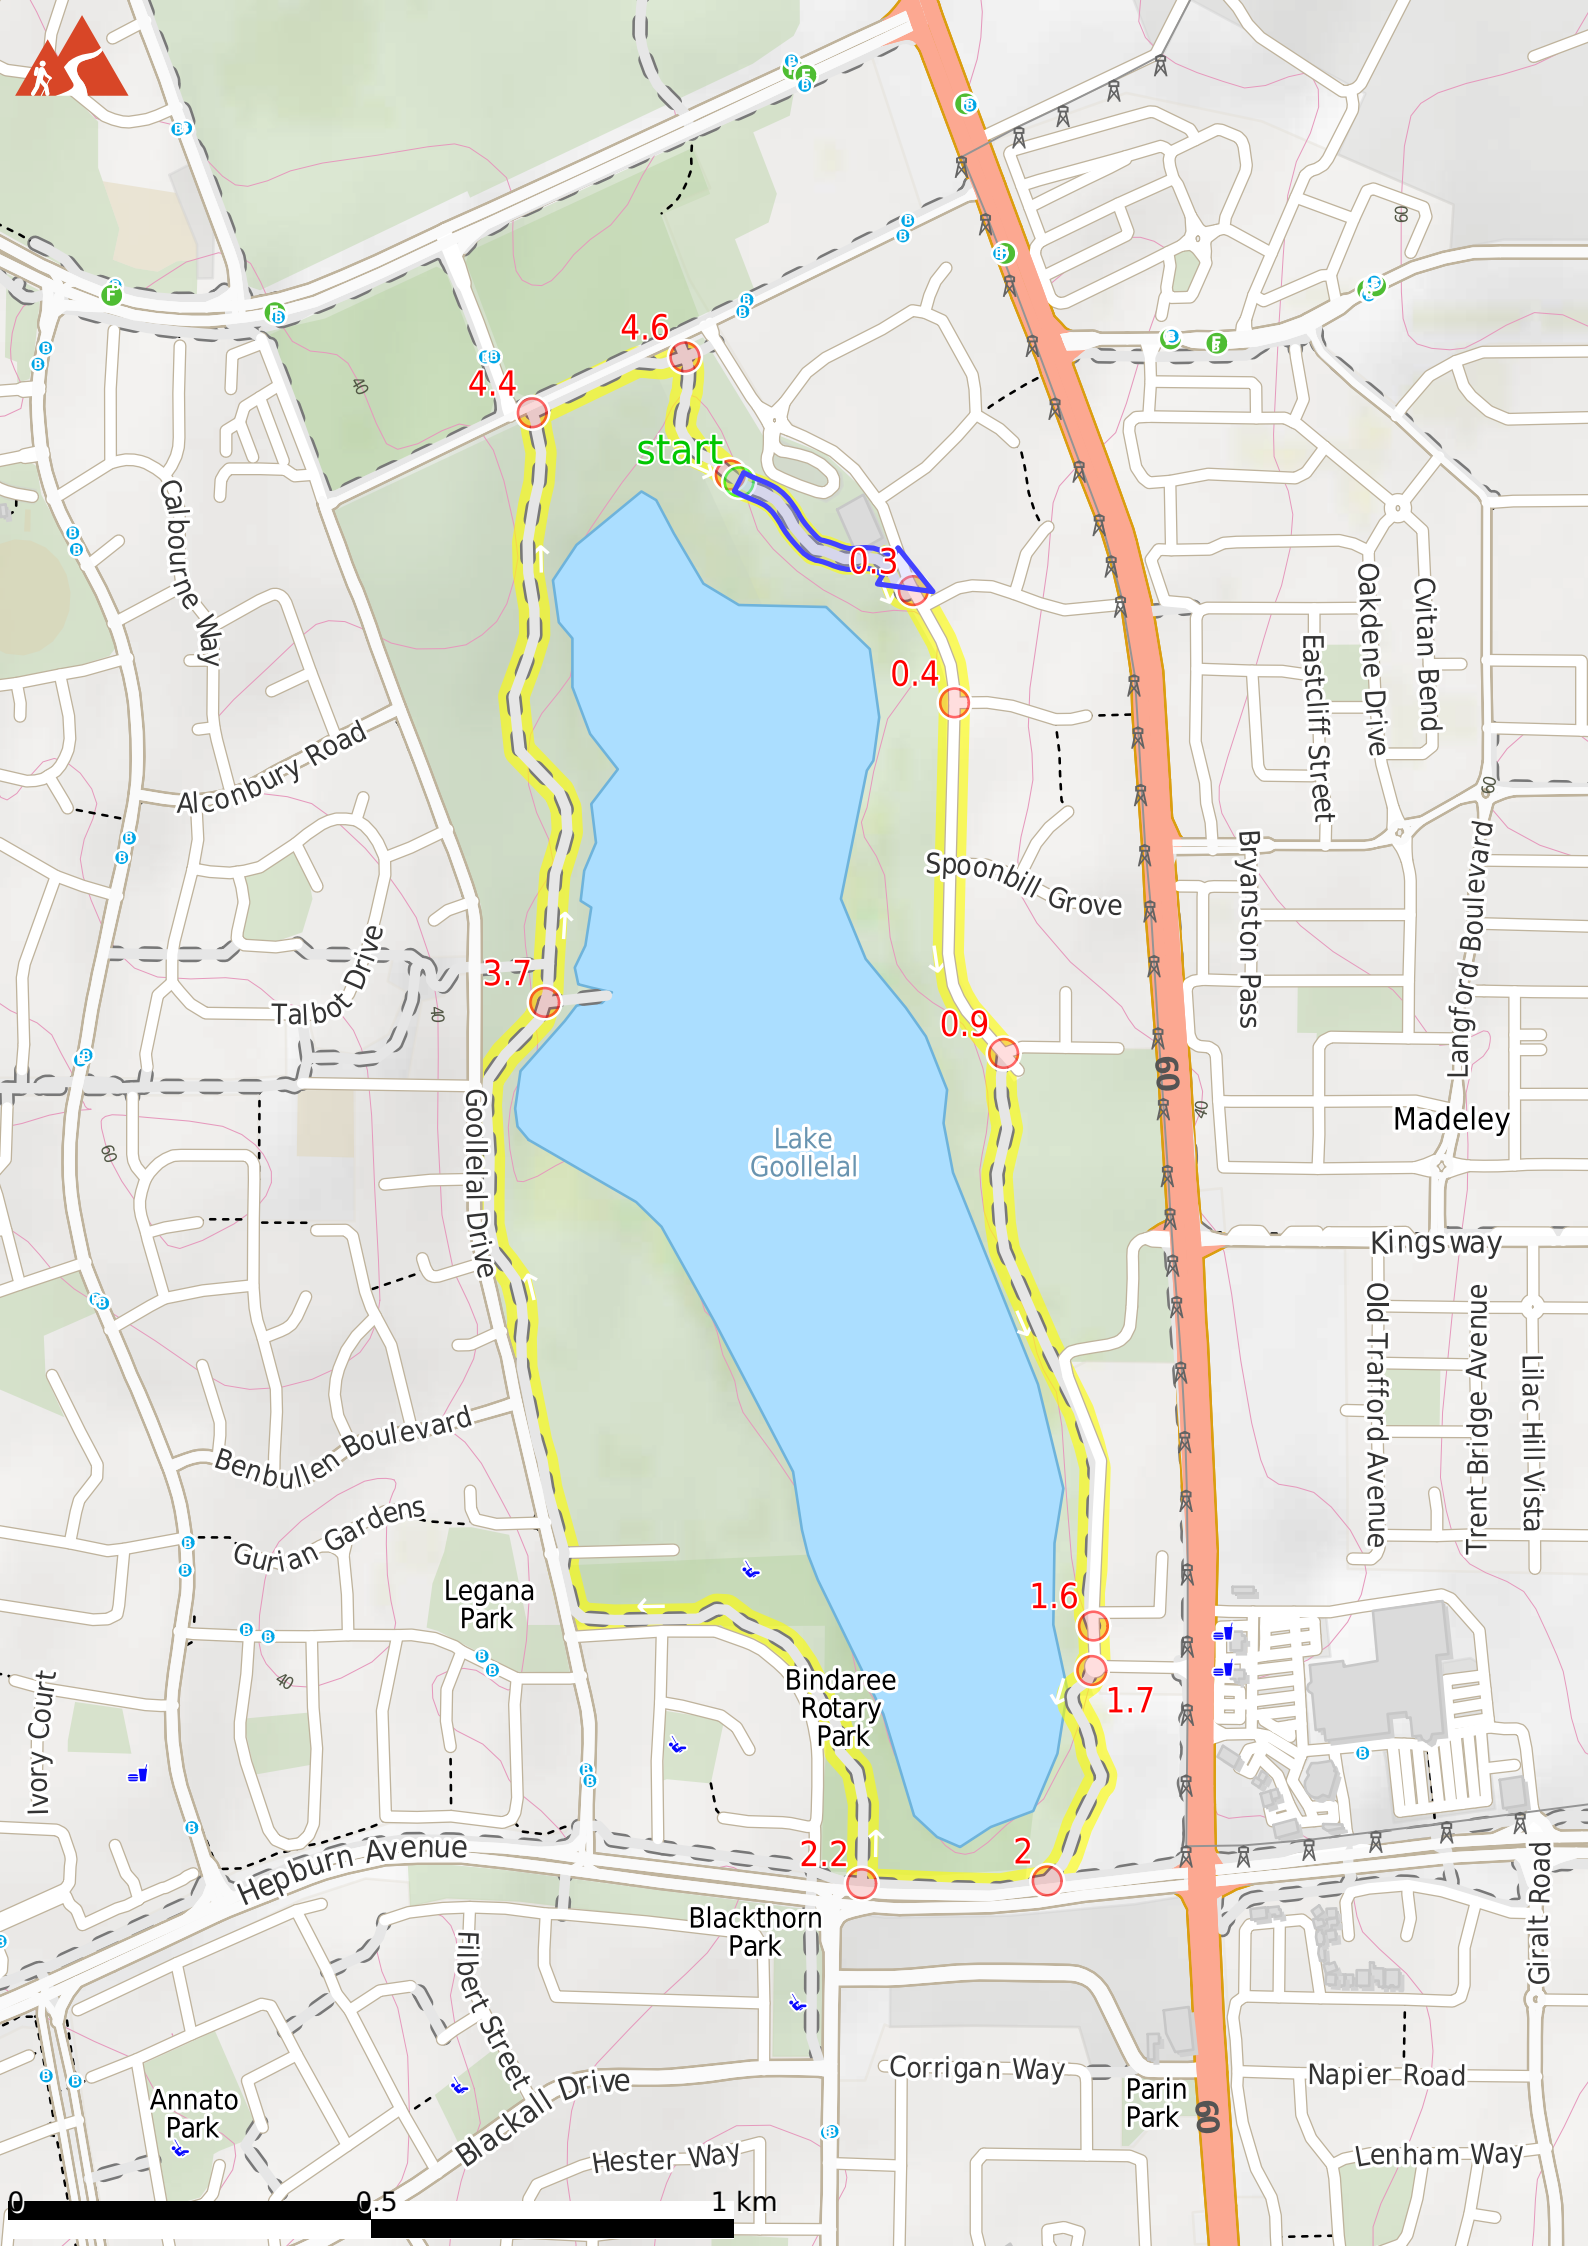 F
F
60
4.6
4.4
40
start
Calbourne Way
0.3
Oakdene Drive
Cvitan Bend
Eastcliff Street
0.4
Alconbury Road
60
Spoonbill Grove
Bryanston Pass
Langford Boulevard
Talbot Drive
3.7
40
0.9
60
40
Goollelal Drive
Madeley
Lake
Goollelal
60
Kingsway
Old Trafford Avenue
Trent Bridge Avenue
Lilac Hill Vista
Benbullen Boulevard
Gurian Gardens
Legana
Park
1.6
40
Ivory Court
Bindaree
Rotary
Park
1.7
Hepburn Avenue
2.2
2
Giralt Road
Blackthorn
Park
Filbert Street
Corrigan Way
Napier Road
Blackall Drive
Annato
Park
Parin
Park
60
Hester Way
Lenham Way
0
0.5
1 km